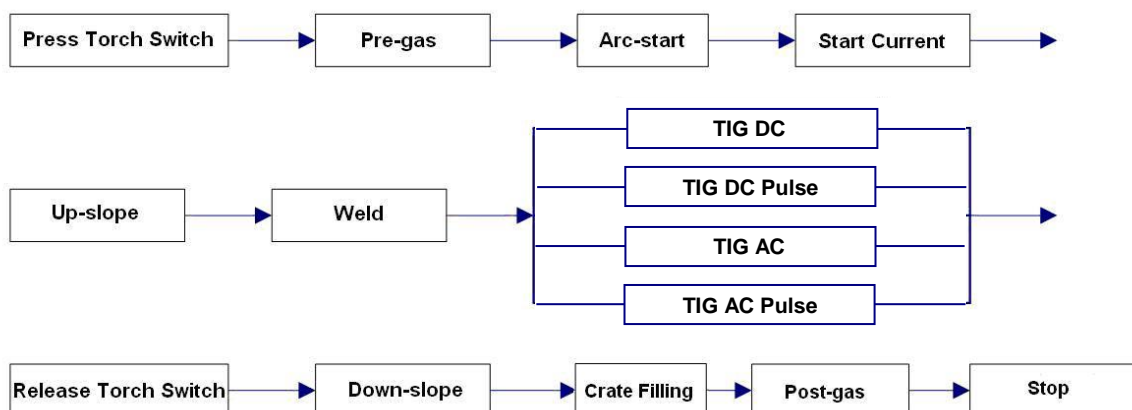 Press Torch Switch
Pre-gas
Arc-start
Start Current
Up-slope
Weld
TIG DC
TIG DC Pulse
TIG AC
TIG AC Pulse
Release Torch Switch
Down-slope
Crate Filling
Post-gas
Stop